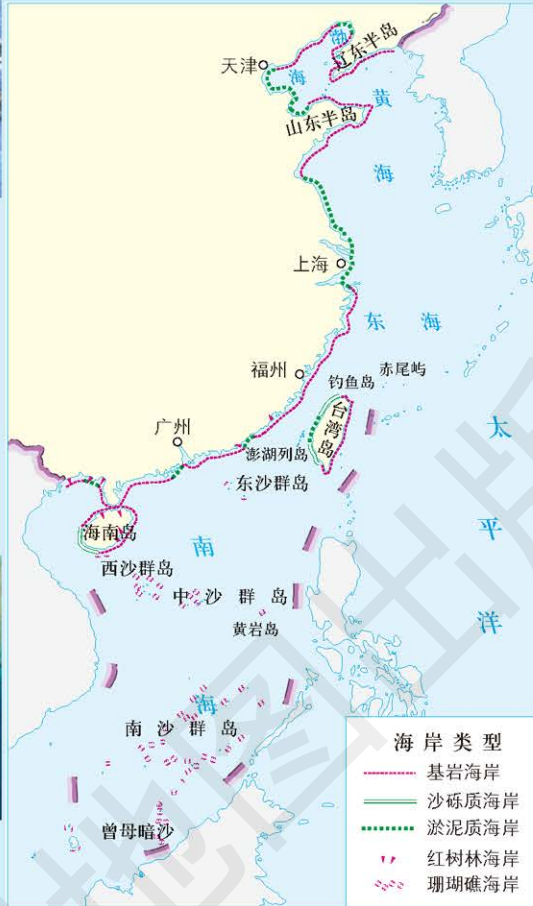 渤
海
辽东半岛
天津
黄
海
山东半岛
上海
东 海
福州
钓鱼岛
赤尾屿
台湾岛
太
平
洋
广州
澎湖列岛
东沙群岛
海南岛
南
海
西沙群岛
中 沙 群 岛
黄岩岛
南 沙 群 岛
曾母暗沙
海 岸 类 型
基岩海岸
沙砾质海岸
淤泥质海岸
红树林海岸
珊瑚礁海岸